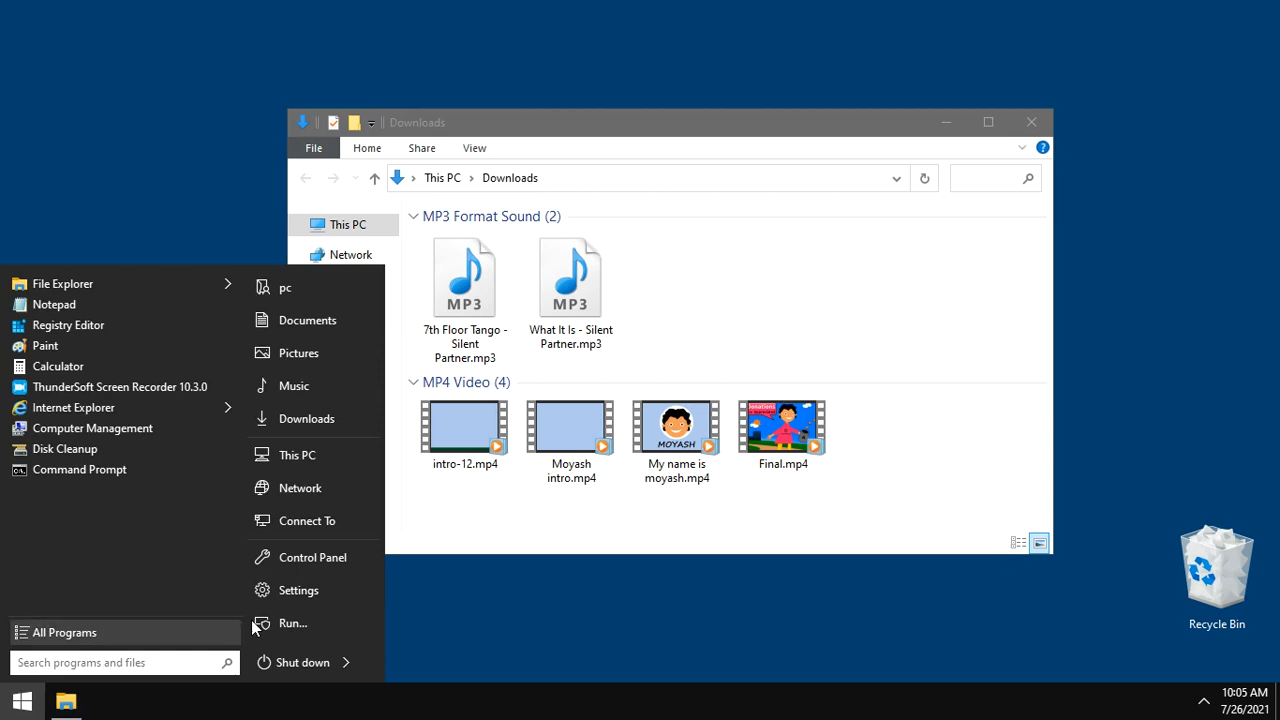 Downloads
File
Home
Share
View
This PC
Downloads
This PC
Network
MP3 Format Sound (2)
MP3
MP3
7th Floor Tango -
Silent
Partner.mp3
What It Is - Silent
Partner.mp3
MP4 Video (4)
MOYASH
Donations
intro-12.mp4
Moyash
intro.mp4
My name is
moyash.mp4
Final.mp4
File Explorer
Notepad
Registry Editor
Paint
Calculator
ThunderSoft Screen Recorder 10.3.0
Internet Explorer
Computer Management
Disk Cleanup
Command Prompt
All Programs
Search programs and files
pc
Documents
Pictures
Music
Downloads
This PC
Network
Connect To
Control Panel
Settings
Run...
Shut down
Recycle Bin
10:05 AM
7/26/2021